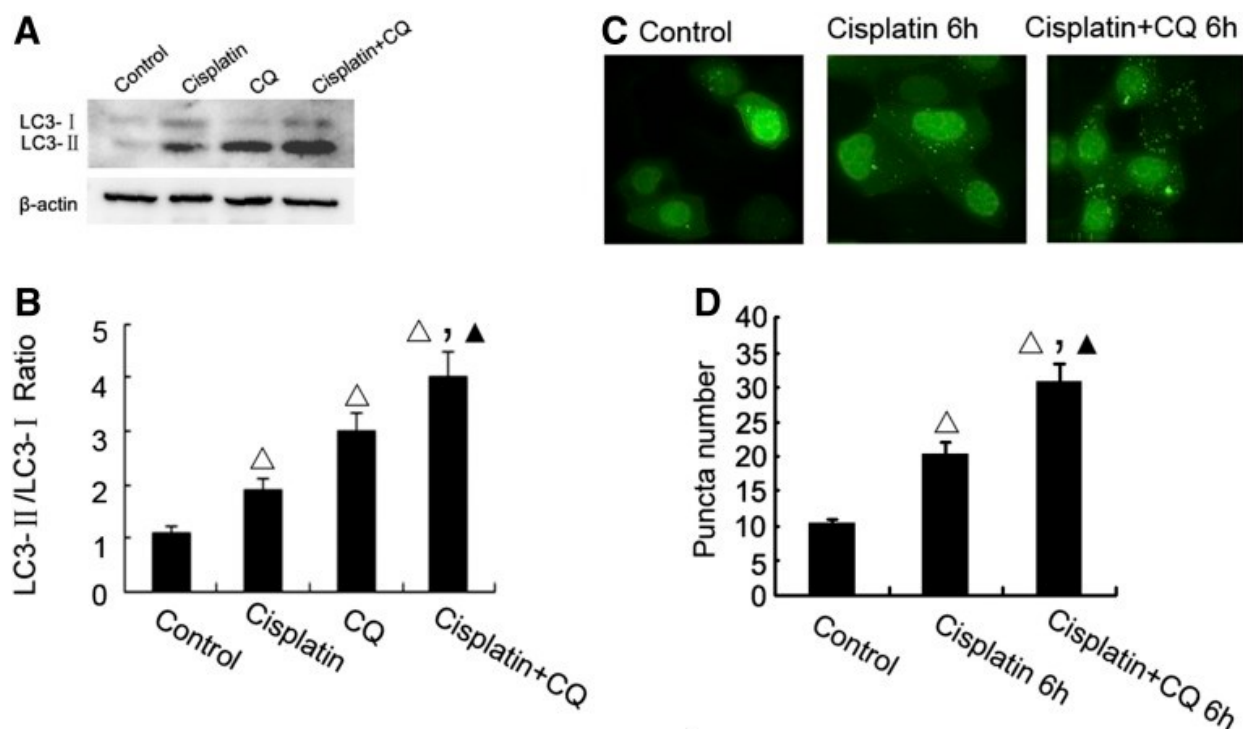 A
Control Cisplatin CQ Cisplatin+CQ
LC3-Ⅰ
LC3-Ⅱ
β-actin
B
LC3-Ⅱ/LC3-Ⅰ Ratio
5
4
3
2
1
0
△
△
△ , ▲
Control Cisplatin CQ Cisplatin+CQ
C
Control Cisplatin 6h Cisplatin+CQ 6h
D
Puncta number
40
35
30
25
20
15
10
5
0
△
△ , ▲
Control Cisplatin 6h Cisplatin+CQ 6h